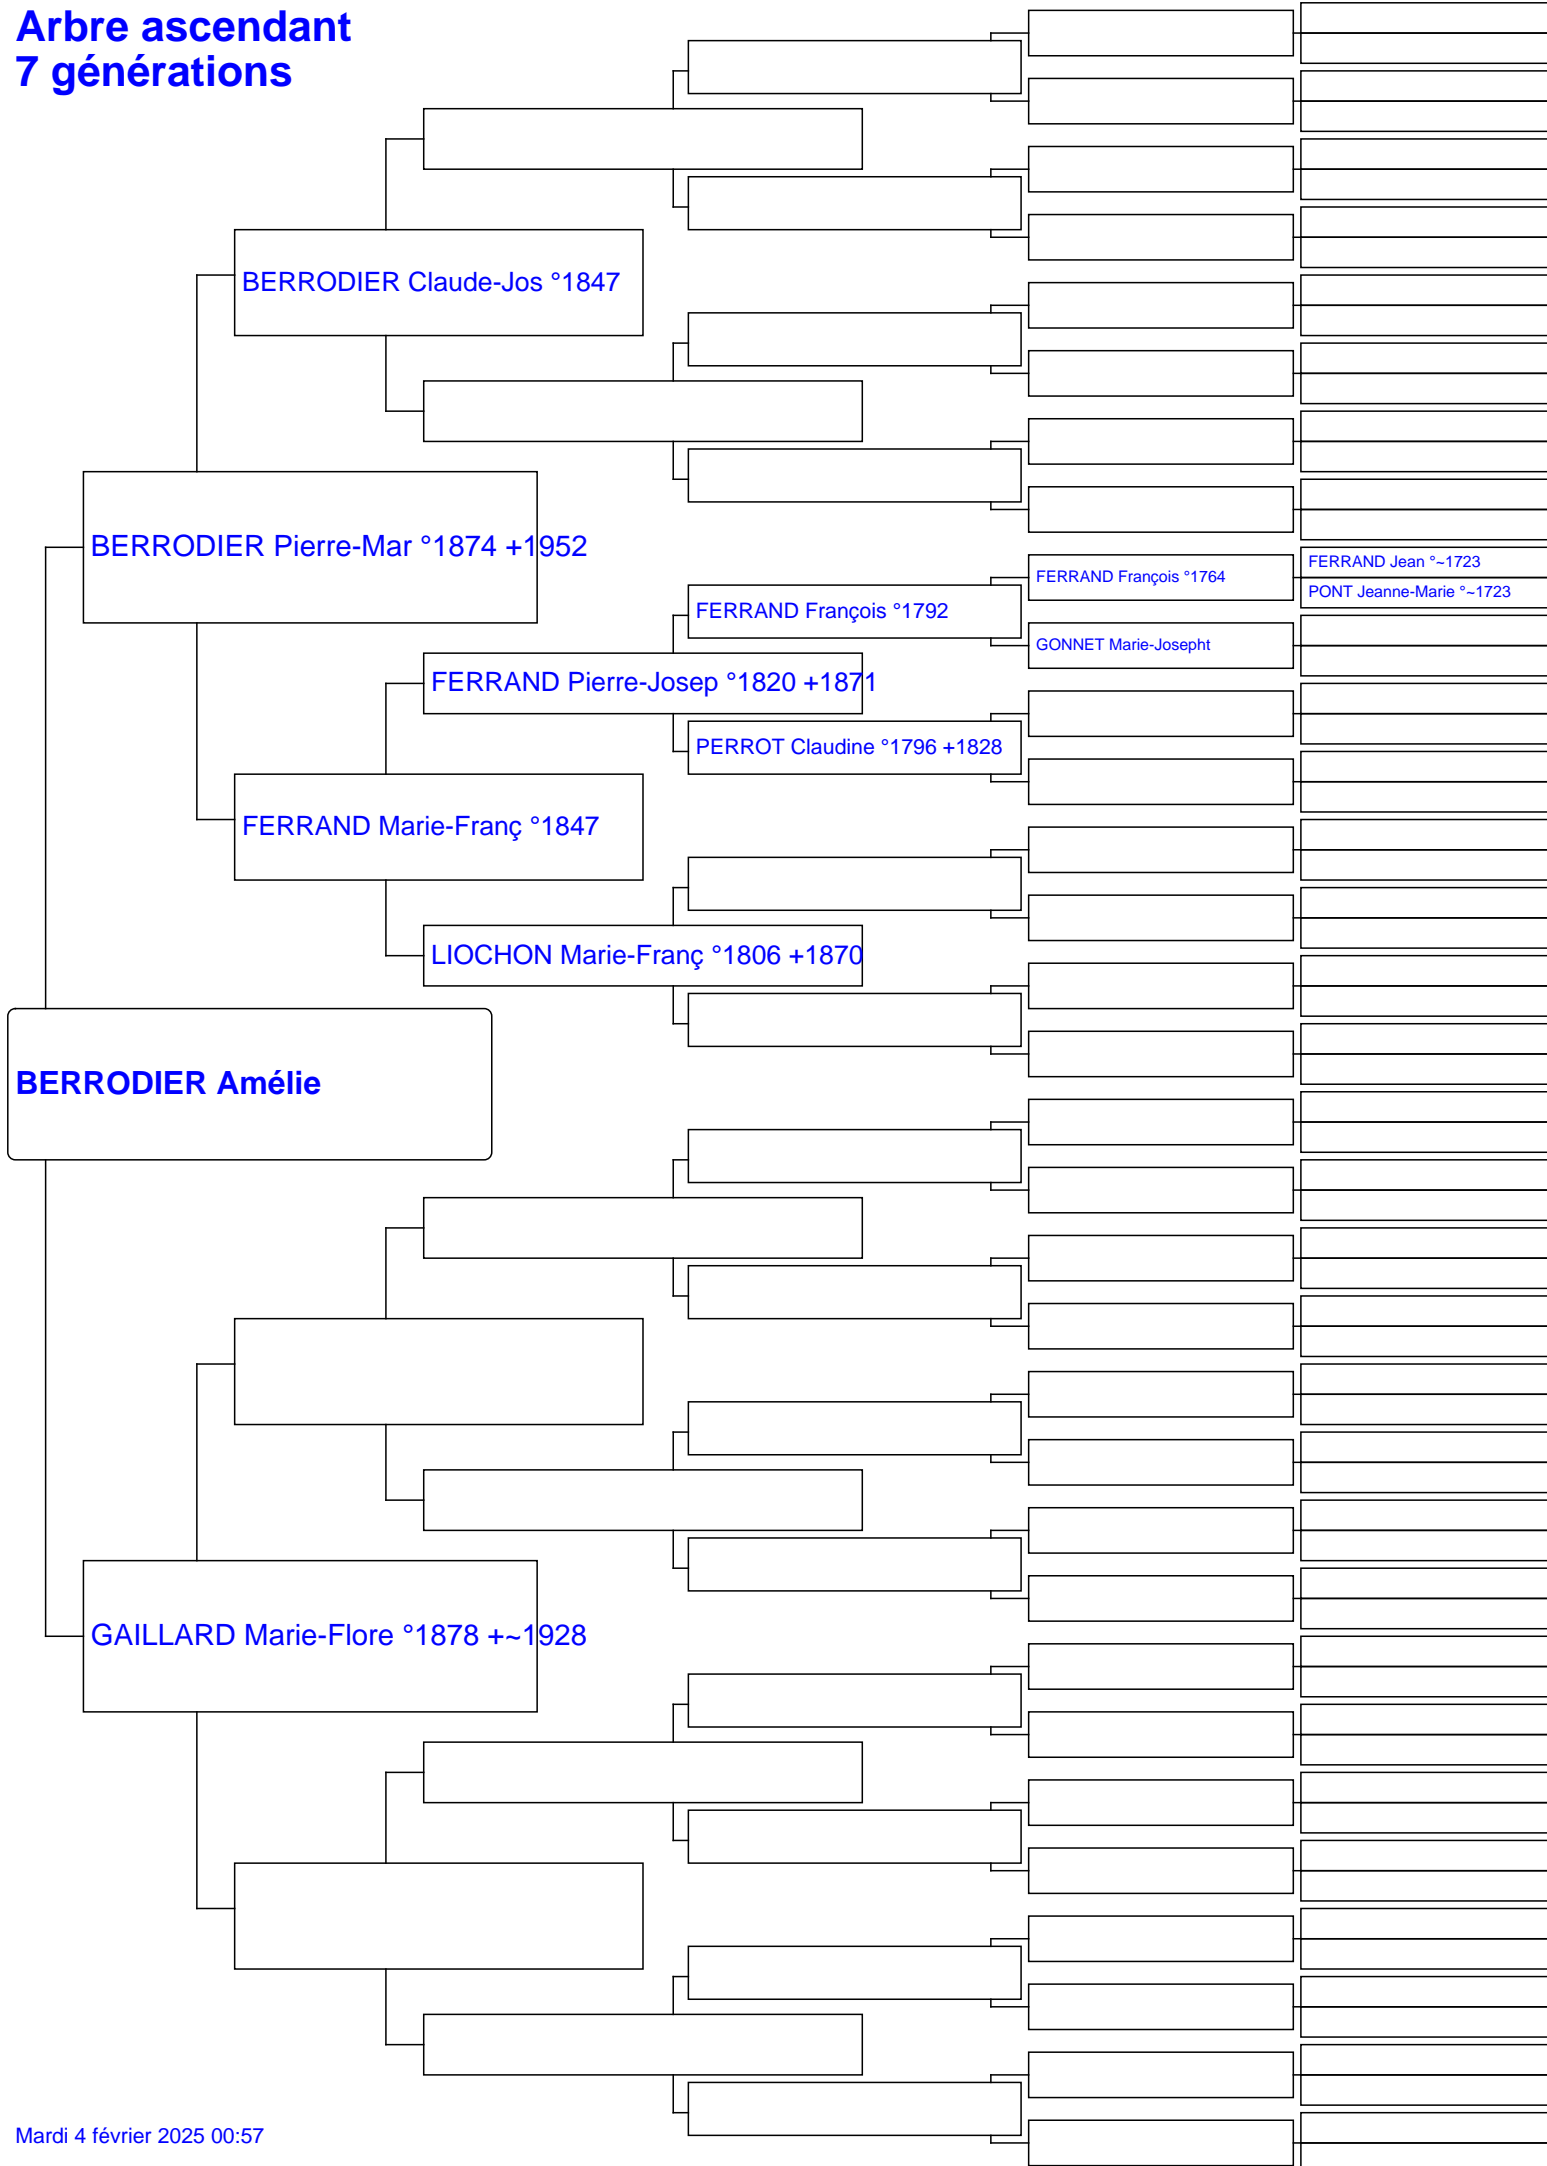 Arbre ascendant
7 générations
BERRODIER Claude-Jos °1847
BERRODIER Pierre-Mar °1874 +1952
FERRAND Jean °~1723
FERRAND François °1764
PONT Jeanne-Marie °~1723
FERRAND François °1792
GONNET Marie-Josepht
FERRAND Pierre-Josep °1820 +1871
PERROT Claudine °1796 +1828
FERRAND Marie-Franç °1847
LIOCHON Marie-Franç °1806 +1870
BERRODIER Amélie
GAILLARD Marie-Flore °1878 +~1928
Mardi 4 février 2025 00:57